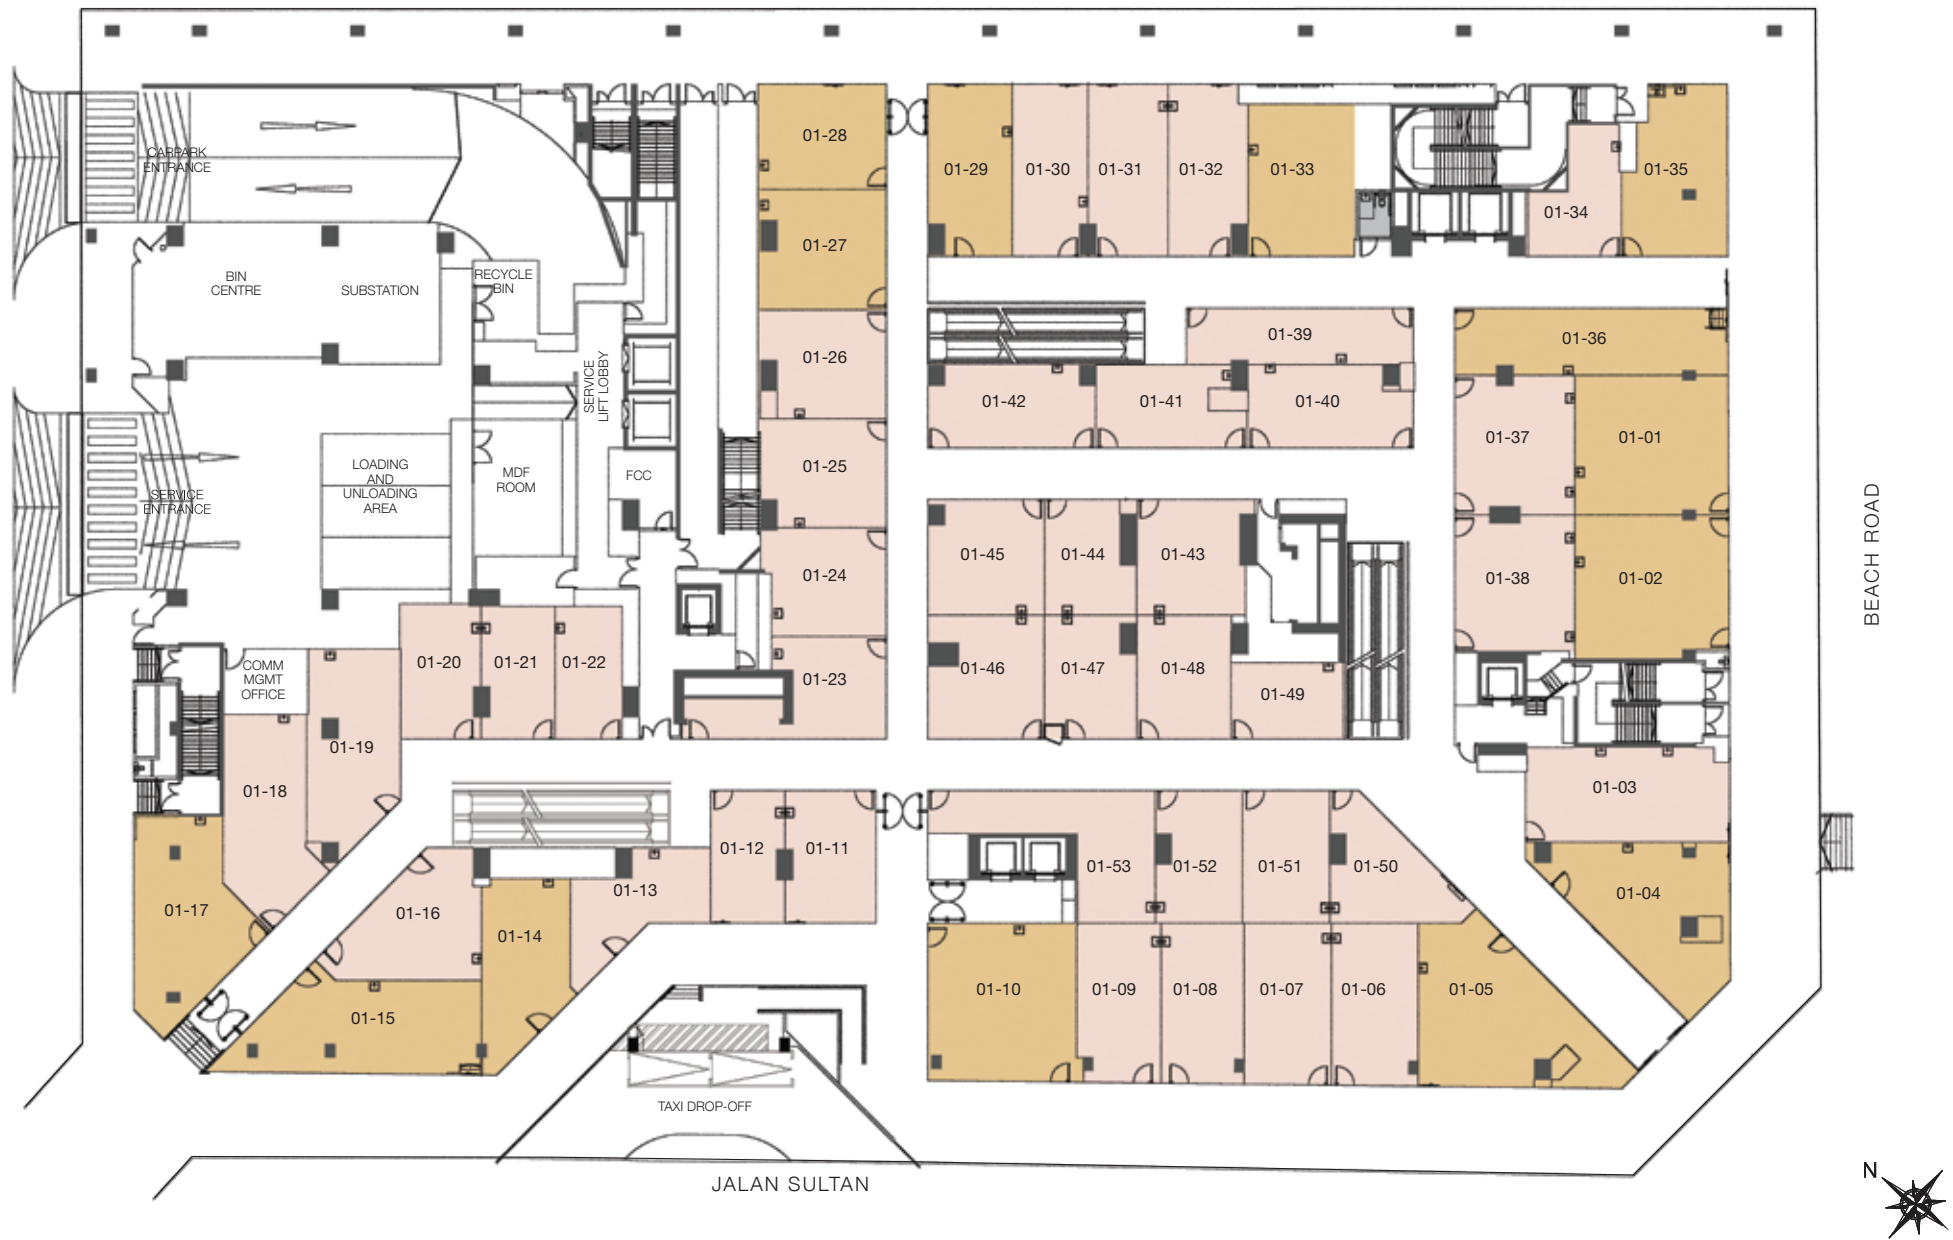 01-28
CARPARK
ENTRANCE
01-29
01-30
01-31
01-32
01-33
01-35
01-34
01-27
BIN
CENTRE
SUBSTATION
RECYCLE
BIN
01-26
01-39
01-36
SERVICE
LIFT LOBBY
01-42
01-41
01-40
01-37
01-01
01-25
LOADING
AND
UNLOADING
AREA
MDF
ROOM
FCC
SERVICE
ENTRANCE
BEACH ROAD
01-45
01-44
01-43
01-24
01-38
01-02
01-20
01-21
01-22
COMM
MGMT
OFFICE
01-23
01-46
01-47
01-48
01-49
01-19
01-18
01-03
01-12
01-11
01-53
01-52
01-51
01-50
01-13
01-04
01-17
01-16
01-14
01-15
01-10
01-09
01-08
01-07
01-06
01-05
TAXI DROP-OFF
JALAN SULTAN
N